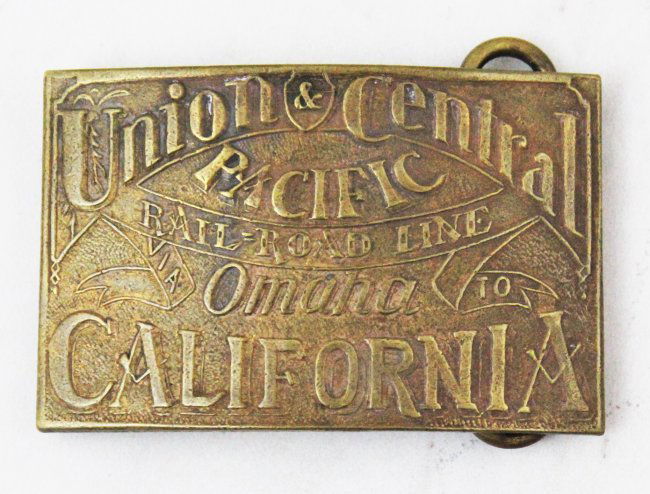 Union & Central
PACIFIC
RAIL-ROAD LINE
VIA Omaha TO
CALIFORNIA